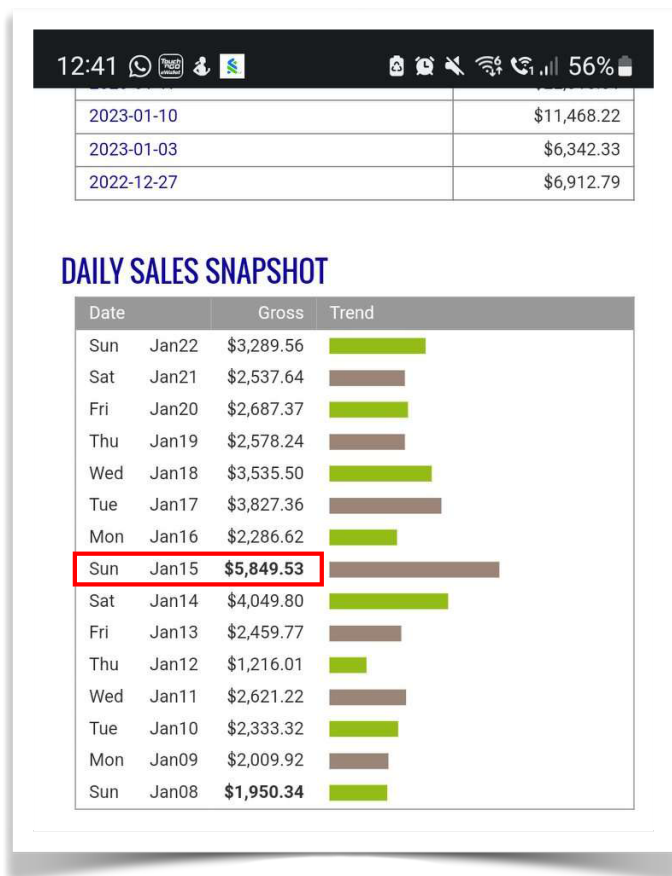 12:41 56%
2023-01-10 $11,468.22
2023-01-03 $6,342.33
2022-12-27 $6,912.79
DAILY SALES SNAPSHOT
Date Gross Trend
Sun Jan22 $3,289.56
Sat Jan21 $2,537.64
Fri Jan20 $2,687.37
Thu Jan19 $2,578.24
Wed Jan18 $3,535.50
Tue Jan17 $3,827.36
Mon Jan16 $2,286.62
Sun Jan15 $5,849.53
Sat Jan14 $4,049.80
Fri Jan13 $2,459.77
Thu Jan12 $1,216.01
Wed Jan11 $2,621.22
Tue Jan10 $2,333.32
Mon Jan09 $2,009.92
Sun Jan08 $1,950.34